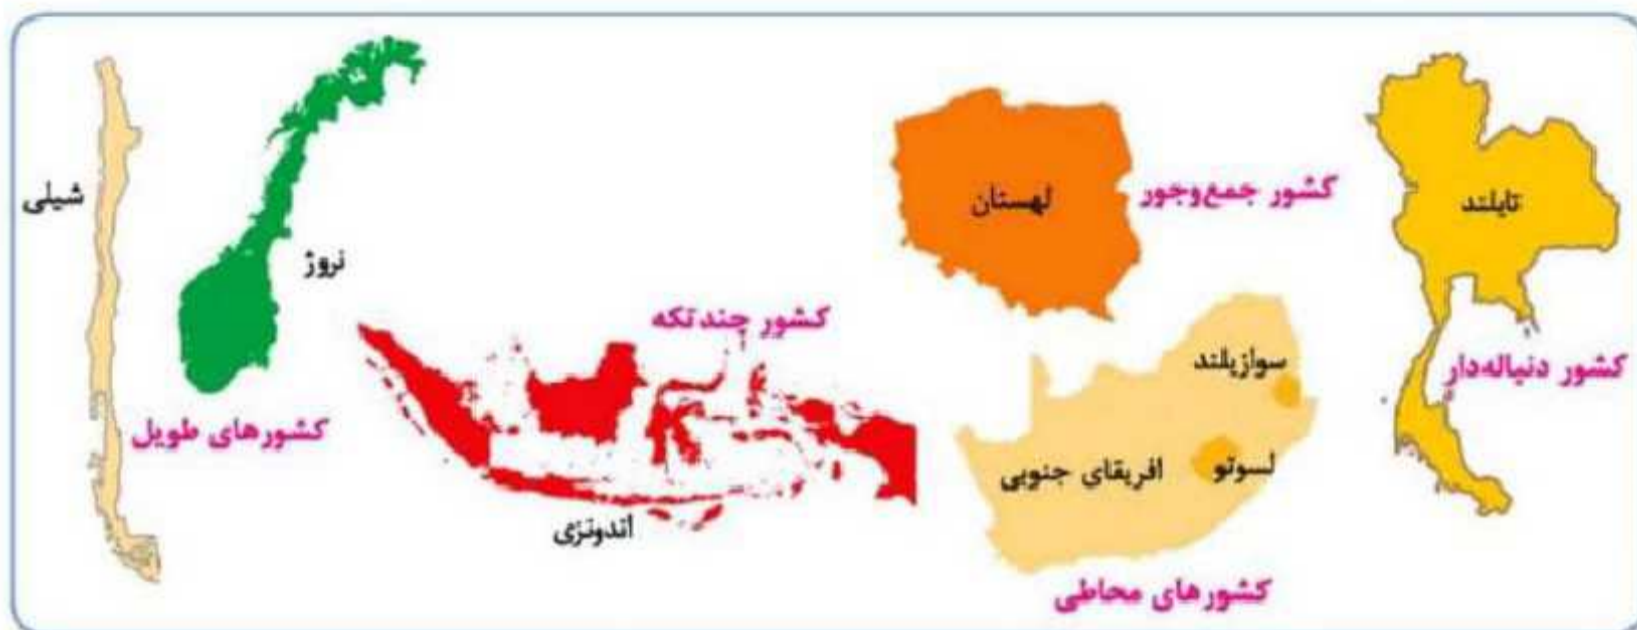 تایلند
کشور دنباله‌دار
لهستان
کشور جمع‌وجور
سوازیلند
لسوتو
افریقای جنوبی
کشورهای محاطی
کشور چندتکه
اندونزی
نروژ
شیلی
کشورهای طویل